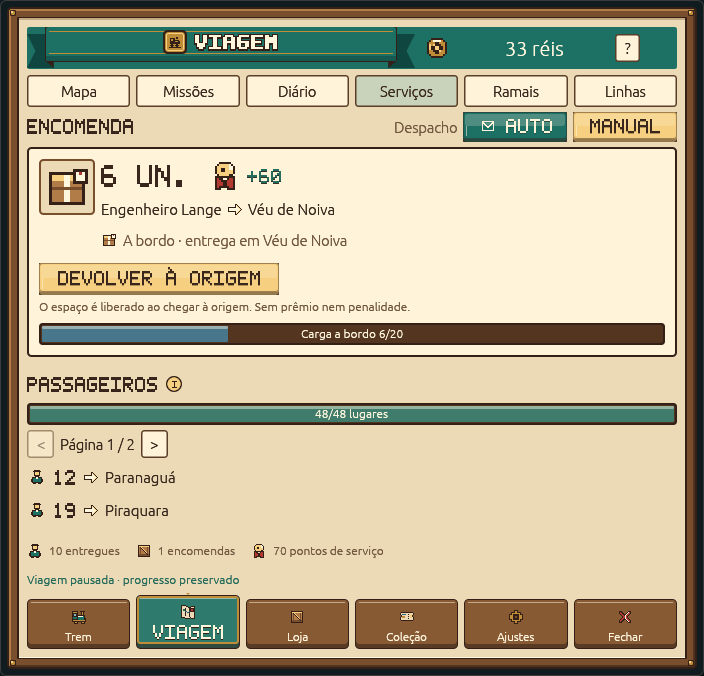 VIAGEM
33 réis
?
Mapa
Missões
Diário
Serviços
Ramais
Linhas
ENCOMENDA
Despacho
AUTO
MANUAL
6 UN.
+60
Engenheiro Lange ⇨ Véu de Noiva
A bordo · entrega em Véu de Noiva
DEVOLVER À ORIGEM
O espaço é liberado ao chegar à origem. Sem prêmio nem penalidade.
Carga a bordo 6/20
PASSAGEIROS
I
48/48 lugares
< Página 1 / 2 >
12 ⇨ Paranaguá
19 ⇨ Piraquara
10 entregues
1 encomendas
70 pontos de serviço
Viagem pausada · progresso preservado
Trem
VIAGEM
Loja
Coleção
Ajustes
Fechar